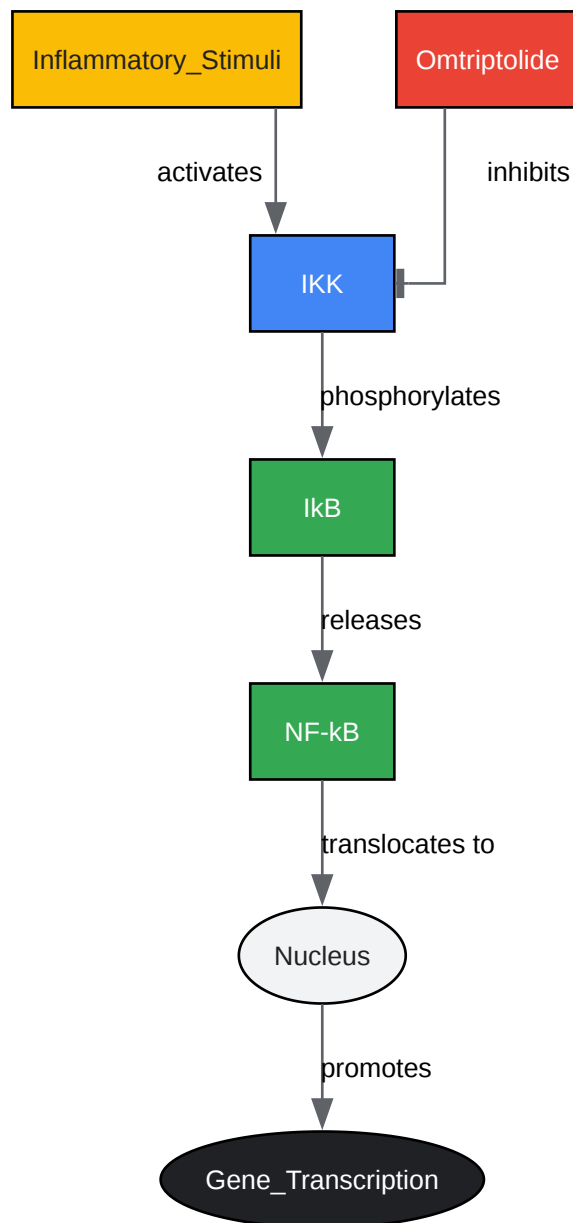 Inflammatory_Stimuli
Omtriptolide
activates
inhibits
IKK
phosphorylates
IkB
releases
NF-kB
translocates to
Nucleus
promotes
Gene_Transcription